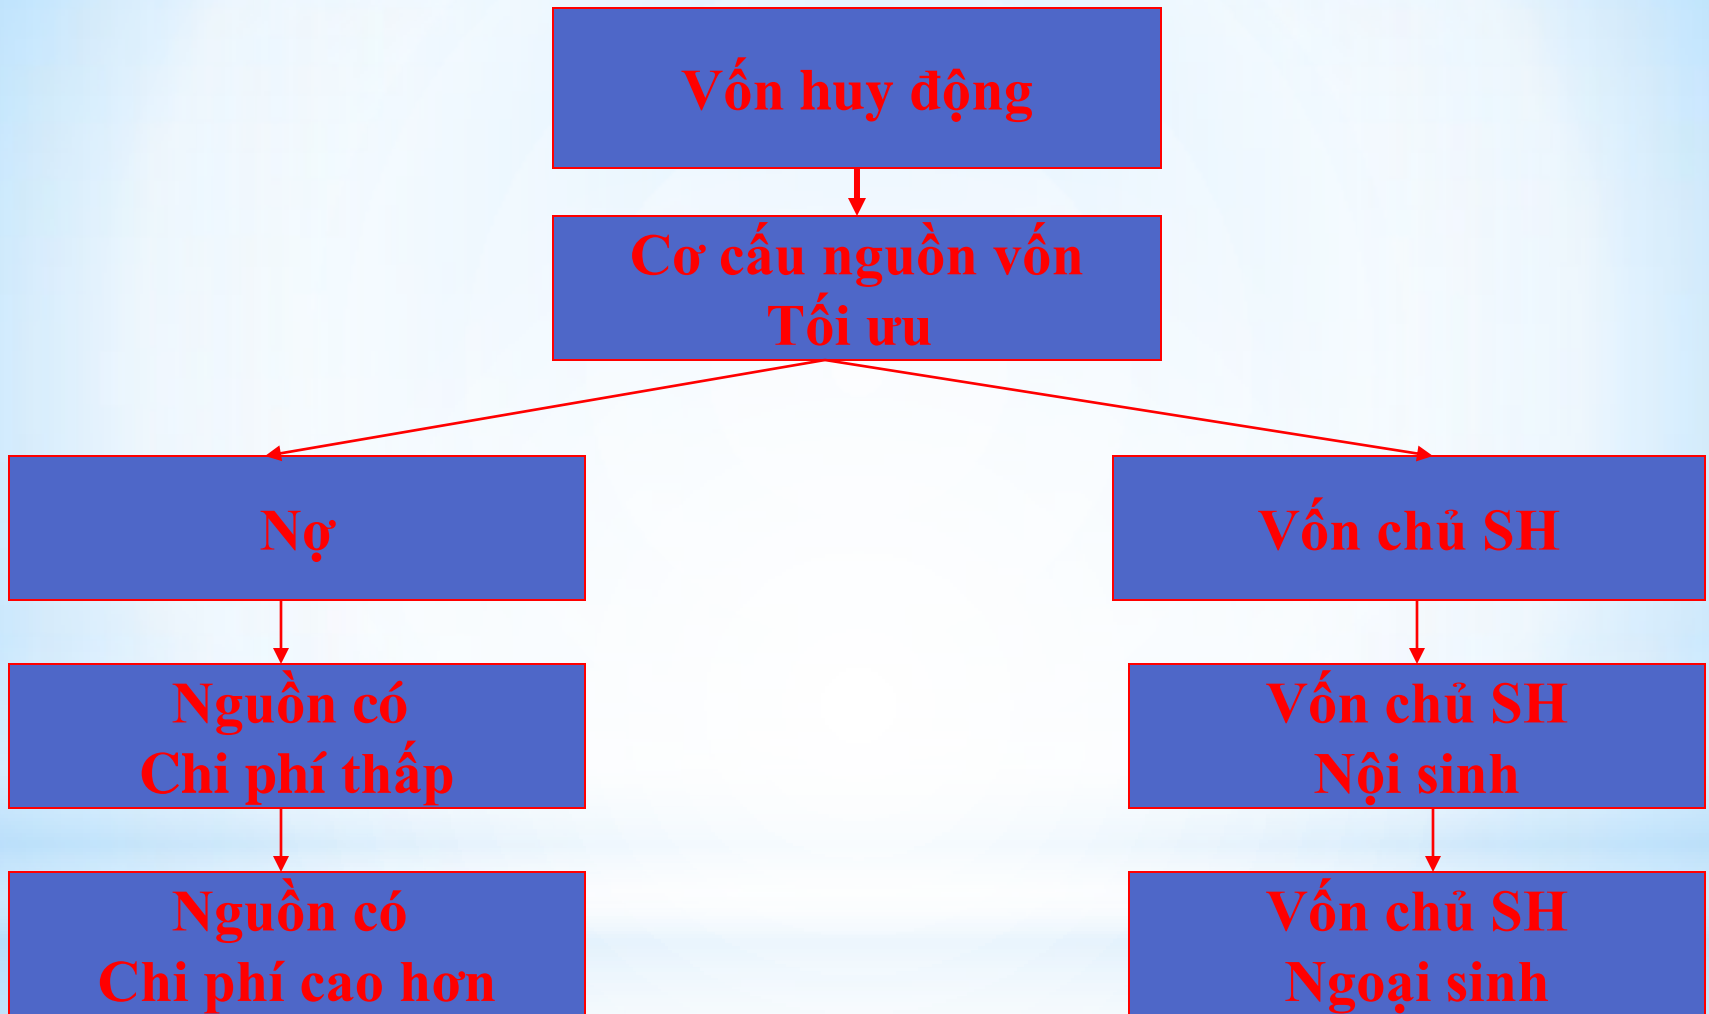 Vốn huy động
Cơ cấu nguồn vốn
Tối ưu
Nợ
Vốn chủ SH
Nguồn có
Chi phí thấp
Vốn chủ SH
Nội sinh
Nguồn có
Chi phí cao hơn
Vốn chủ SH
Ngoại sinh